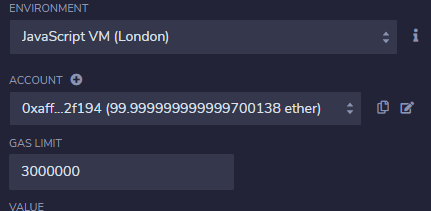 ENVIRONMENT
JavaScript VM (London)
ACCOUNT
0xaff...2f194 (99.999999999999700138 ether)
GAS LIMIT
3000000
VALUE